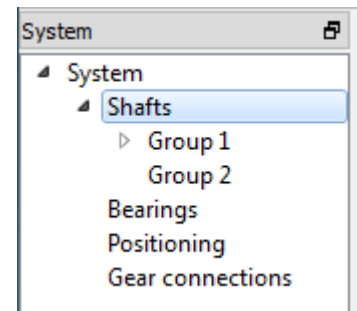 System
System
Shafts
Group 1
Group 2
Bearings
Positioning
Gear connections